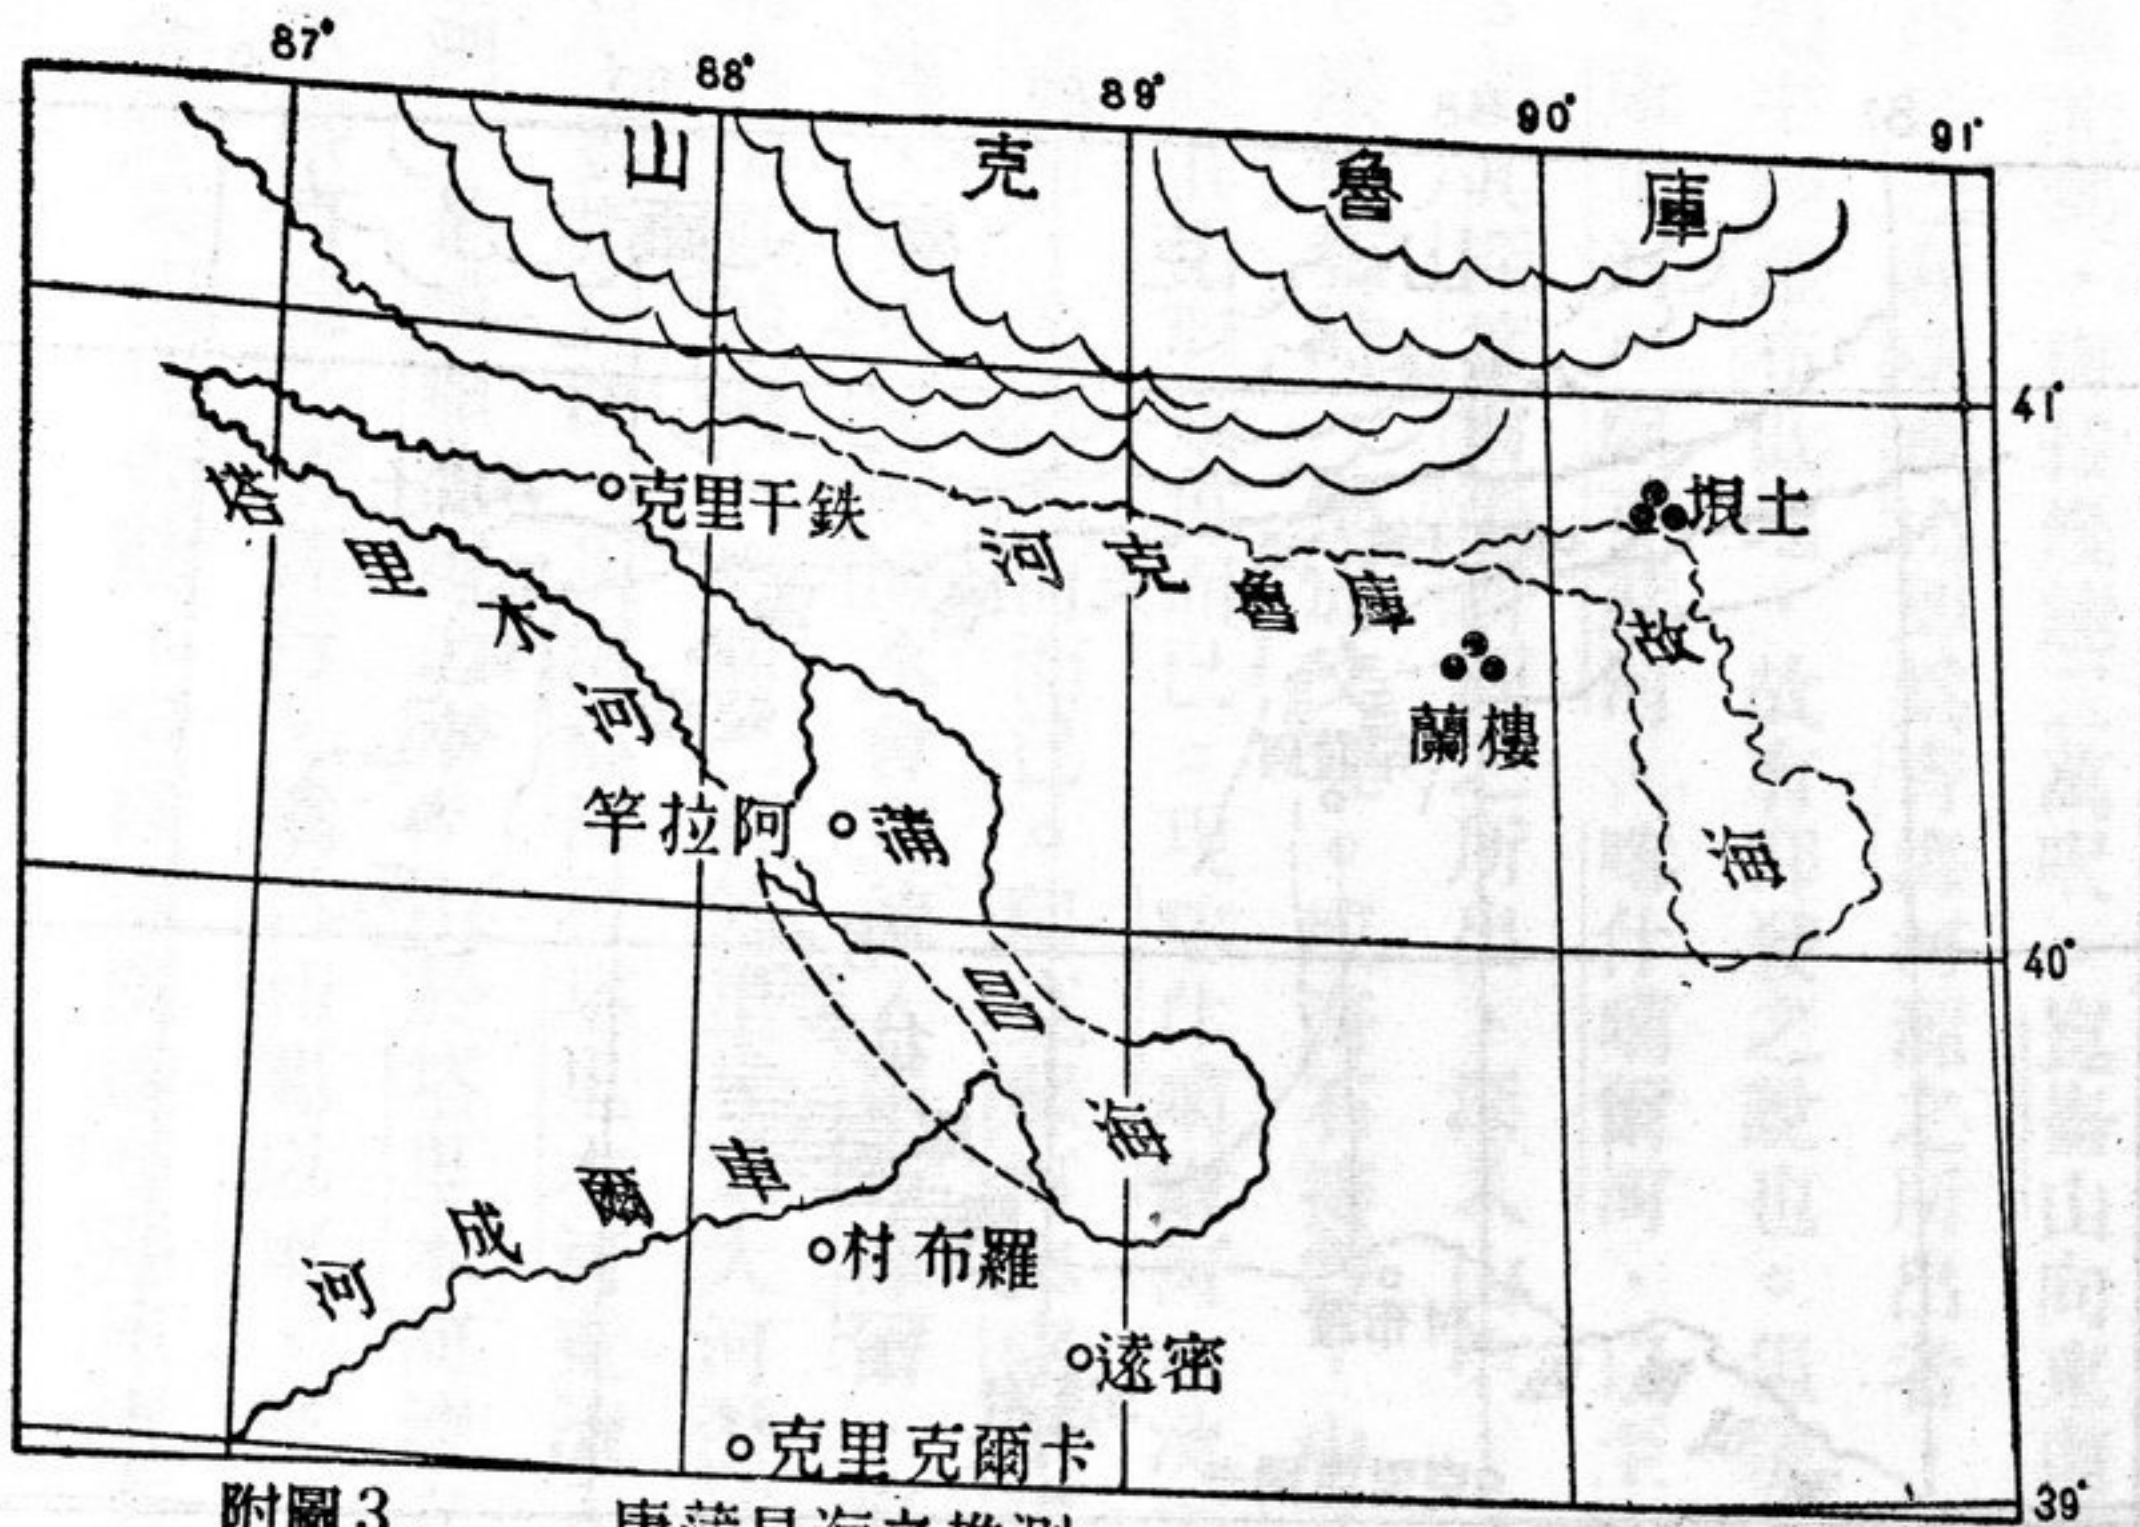 87°
88°
89°
90°
91°
庫魯克山
41°
土垠
鉄干里克
庫魯克河
塔里木河
樓蘭
故海
阿拉竿
蒲昌海
40°
車爾成河
羅布村
密遠
卡爾克里克
39°
附圖3